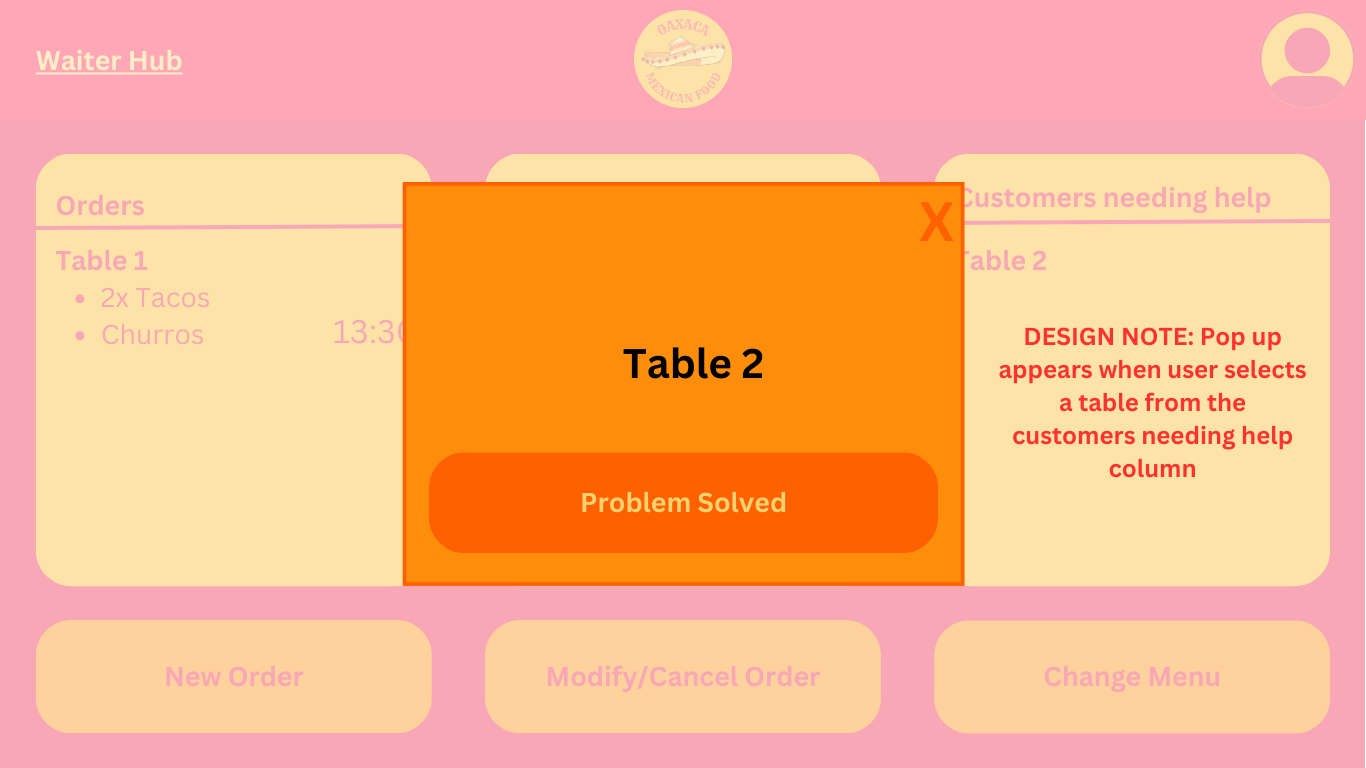 Waiter Hub
OAXACA
MEXICAN FOOD
Orders
Table 1
2x Tacos
Churros
13:30
X
Table 2
Problem Solved
Customers needing help
Table 2
DESIGN NOTE: Pop up
appears when user selects
a table from the
customers needing help
column
New Order
Modify/Cancel Order
Change Menu